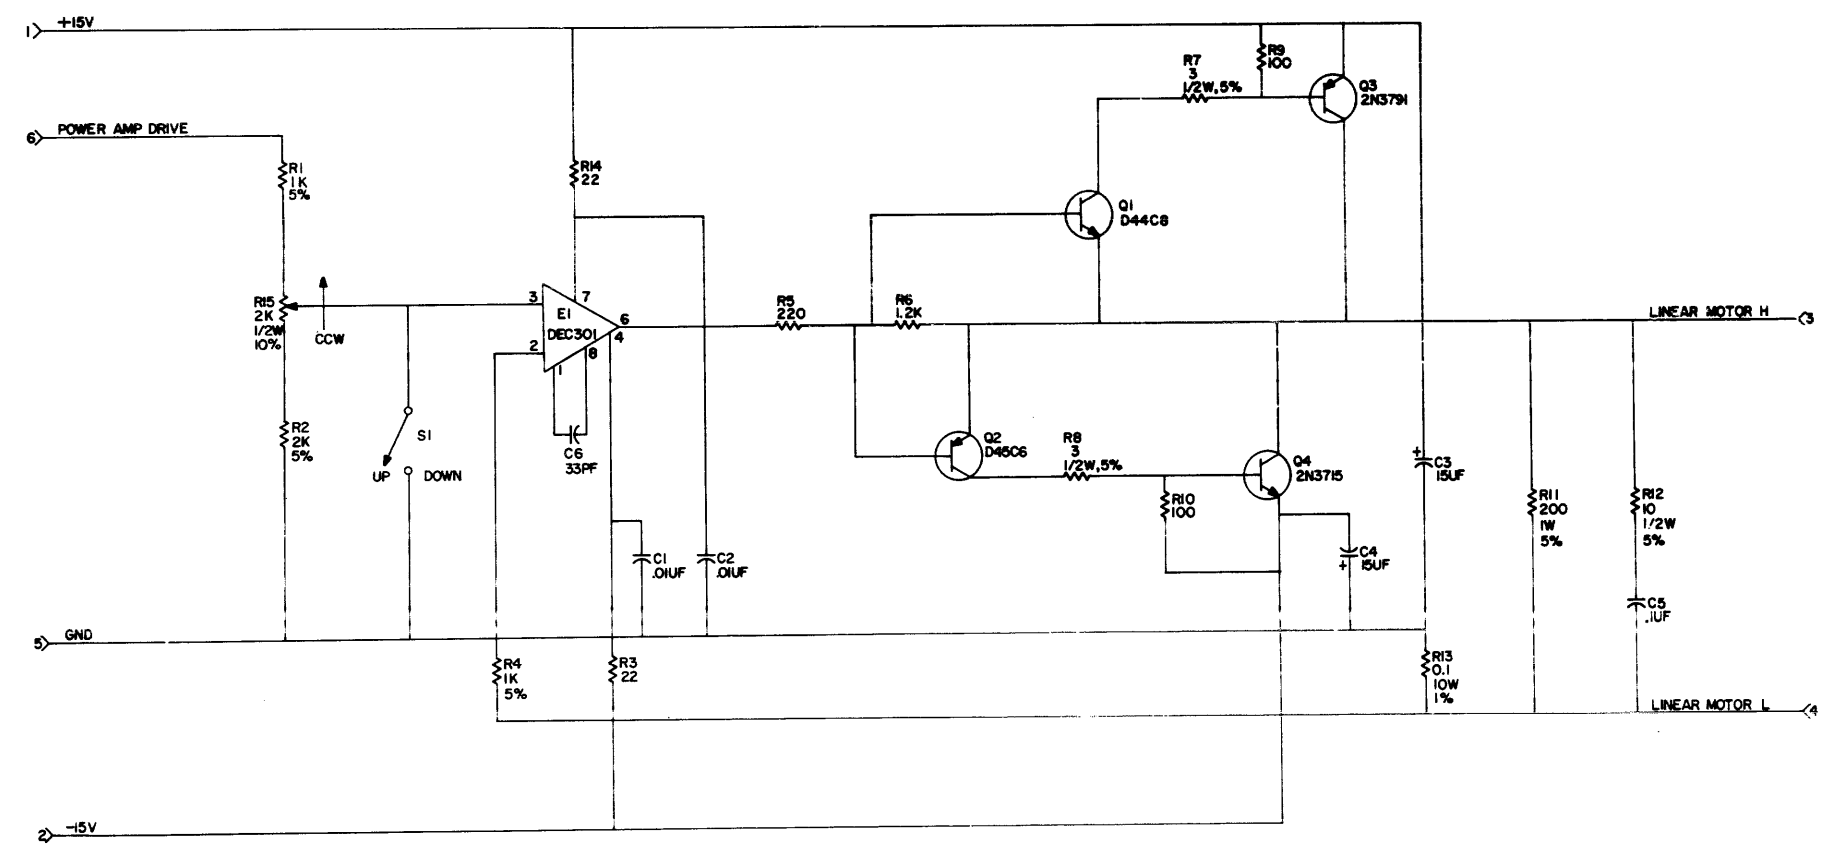 +15V
1
R9
100
R7
3
1/2W,5%
Q3
2N3791
6
POWER AMP DRIVE
R1
1K
5%
R14
22
Q1
D44C8
R15
2K
1/2W
10%
CCW
3
7
E1
DEC301
6
4
2
8
1
R5
220
R6
1.2K
LINEAR MOTOR H
3
S1
UP
DOWN
C6
33PF
R2
2K
5%
Q2
D45C6
R8
3
1/2W,5%
Q4
2N3715
R10
100
+
C3
15UF
R11
200
1W
5%
R12
10
1/2W
5%
C1
.01UF
C2
.01UF
C4
15UF
+
C5
.1UF
5
GND
R4
1K
5%
R3
22
R13
0.1
10W
1%
LINEAR MOTOR L
4
2
-15V